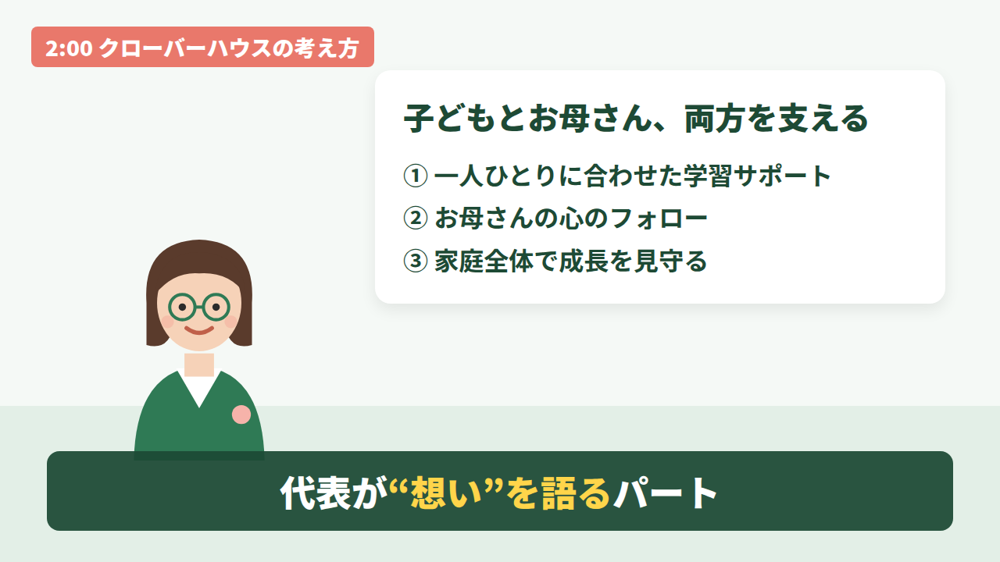 2:00 クローバーハウスの考え方
子どもとお母さん、両方を支える
① 一人ひとりに合わせた学習サポート
② お母さんの心のフォロー
③ 家庭全体で成長を見守る
代表が“想い”を語るパート